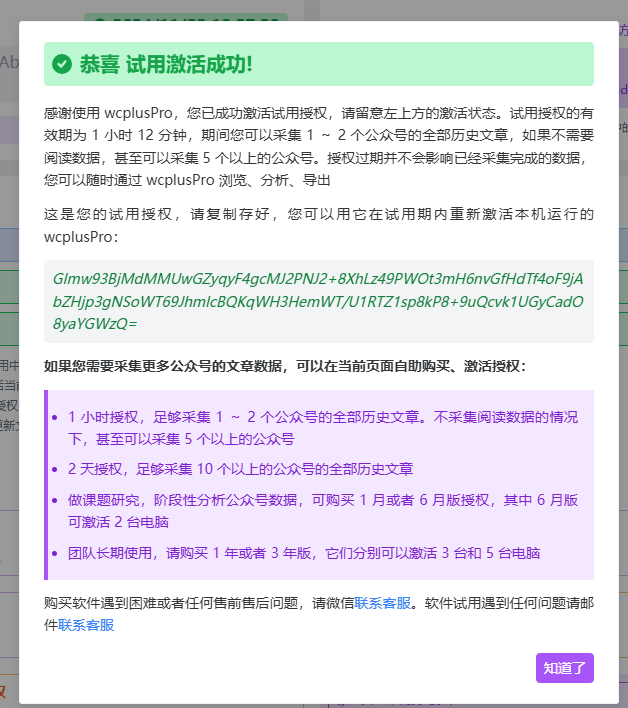 恭喜 试用激活成功!
感谢使用 wcplusPro，您已成功激活试用授权，请留意左上方的激活状态。试用授权的有
效期为 1 小时 12 分钟，期间您可以采集 1 ～ 2 个公众号的全部历史文章，如果不需要
阅读数据，甚至可以采集 5 个以上的公众号。授权过期并不会影响已经采集完成的数据，
您可以随时通过 wcplusPro 浏览、分析、导出
这是您的试用授权，请复制存好，您可以用它在试用期内重新激活本机运行的
wcplusPro：
GImw93BjMdMMUwGZyqyF4gcMJ2PNJ2+8XhLz49PWOt3mH6nvGfHdTf4oF9jA
bZHjp3gNSoWT69JhmIcBQKqWH3HemWT/U1RTZ1sp8kP8+9uQcvk1UGyCadO
8yaYGWzQ=
如果您需要采集更多公众号的文章数据，可以在当前页面自助购买、激活授权：
1 小时授权，足够采集 1 ～ 2 个公众号的全部历史文章。不采集阅读数据的情况
下，甚至可以采集 5 个以上的公众号
2 天授权，足够采集 10 个以上的公众号的全部历史文章
做课题研究，阶段性分析公众号数据，可购买 1 月或者 6 月版授权，其中 6 月版
可激活 2 台电脑
团队长期使用，请购买 1 年或者 3 年版，它们分别可以激活 3 台和 5 台电脑
购买软件遇到困难或者任何售前售后问题，请微信联系客服。软件试用遇到任何问题请邮
件联系客服
知道了